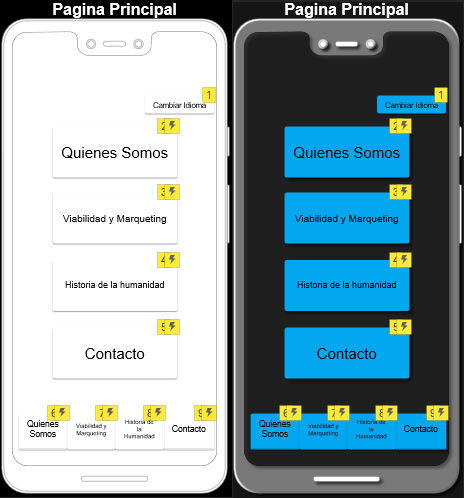 Pagina Principal
1
Cambiar Idioma
2
Quienes Somos
3
Viabilidad y Marqueting
4
Historia de la humanidad
5
Contacto
6
7
8
9
Quienes
Somos
Viabilidad y
Marqueting
Historia de
la
Humanidad
Contacto
Pagina Principal
1
Cambiar Idioma
2
Quienes Somos
3
Viabilidad y Marqueting
4
Historia de la humanidad
5
Contacto
6
7
8
9
Quienes
Somos
Viabilidad y
Marqueting
Historia de
la
Humanidad
Contacto